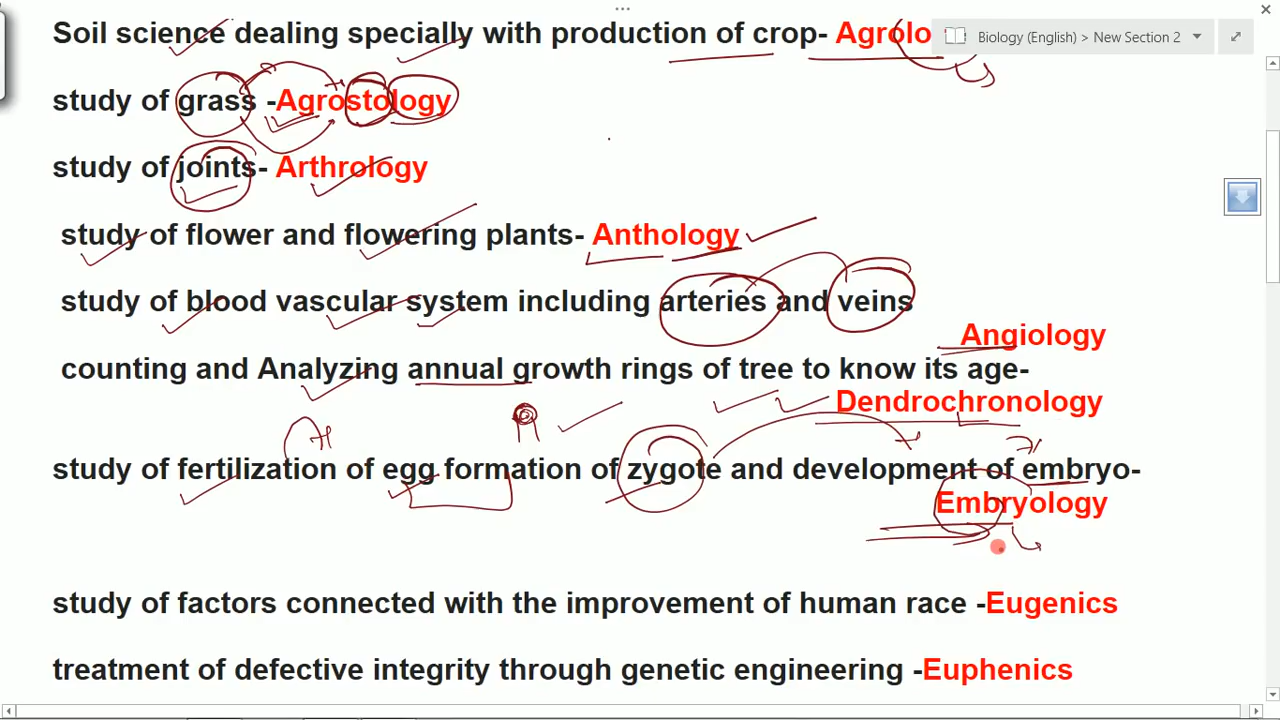 Soil science dealing specially with production of crop- Agrolo
Biology (English) > New Section 2
study of grass -Agrostology
study of joints- Arthrology
study of flower and flowering plants- Anthology
study of blood vascular system including arteries and veins
Angiology
counting and Analyzing annual growth rings of tree to know its age-
Dendrochronology
study of fertilization of egg formation of zygote and development of embryo-
Embryology
study of factors connected with the improvement of human race -Eugenics
treatment of defective integrity through genetic engineering -Euphenics